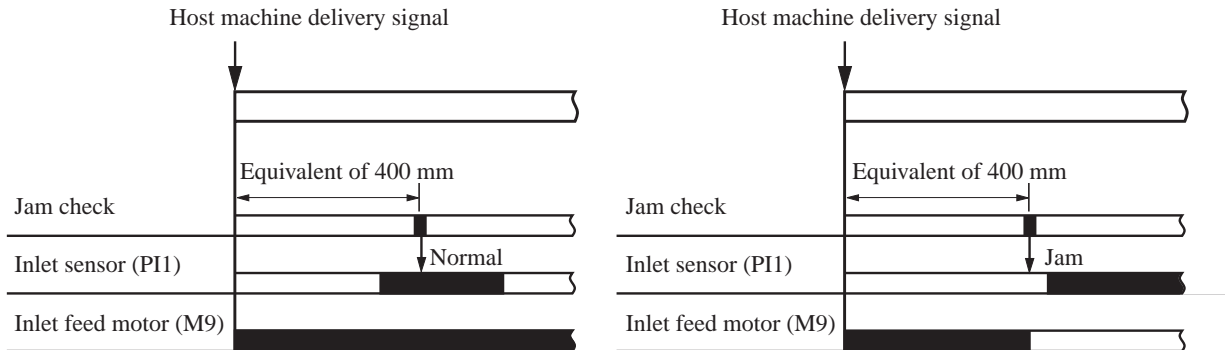 Host machine delivery signal
Equivalent of 400 mm
Jam check
Normal
Inlet sensor (PI1)
Inlet feed motor (M9)
Host machine delivery signal
Equivalent of 400 mm
Jam check
Jam
Inlet sensor (PI1)
Inlet feed motor (M9)